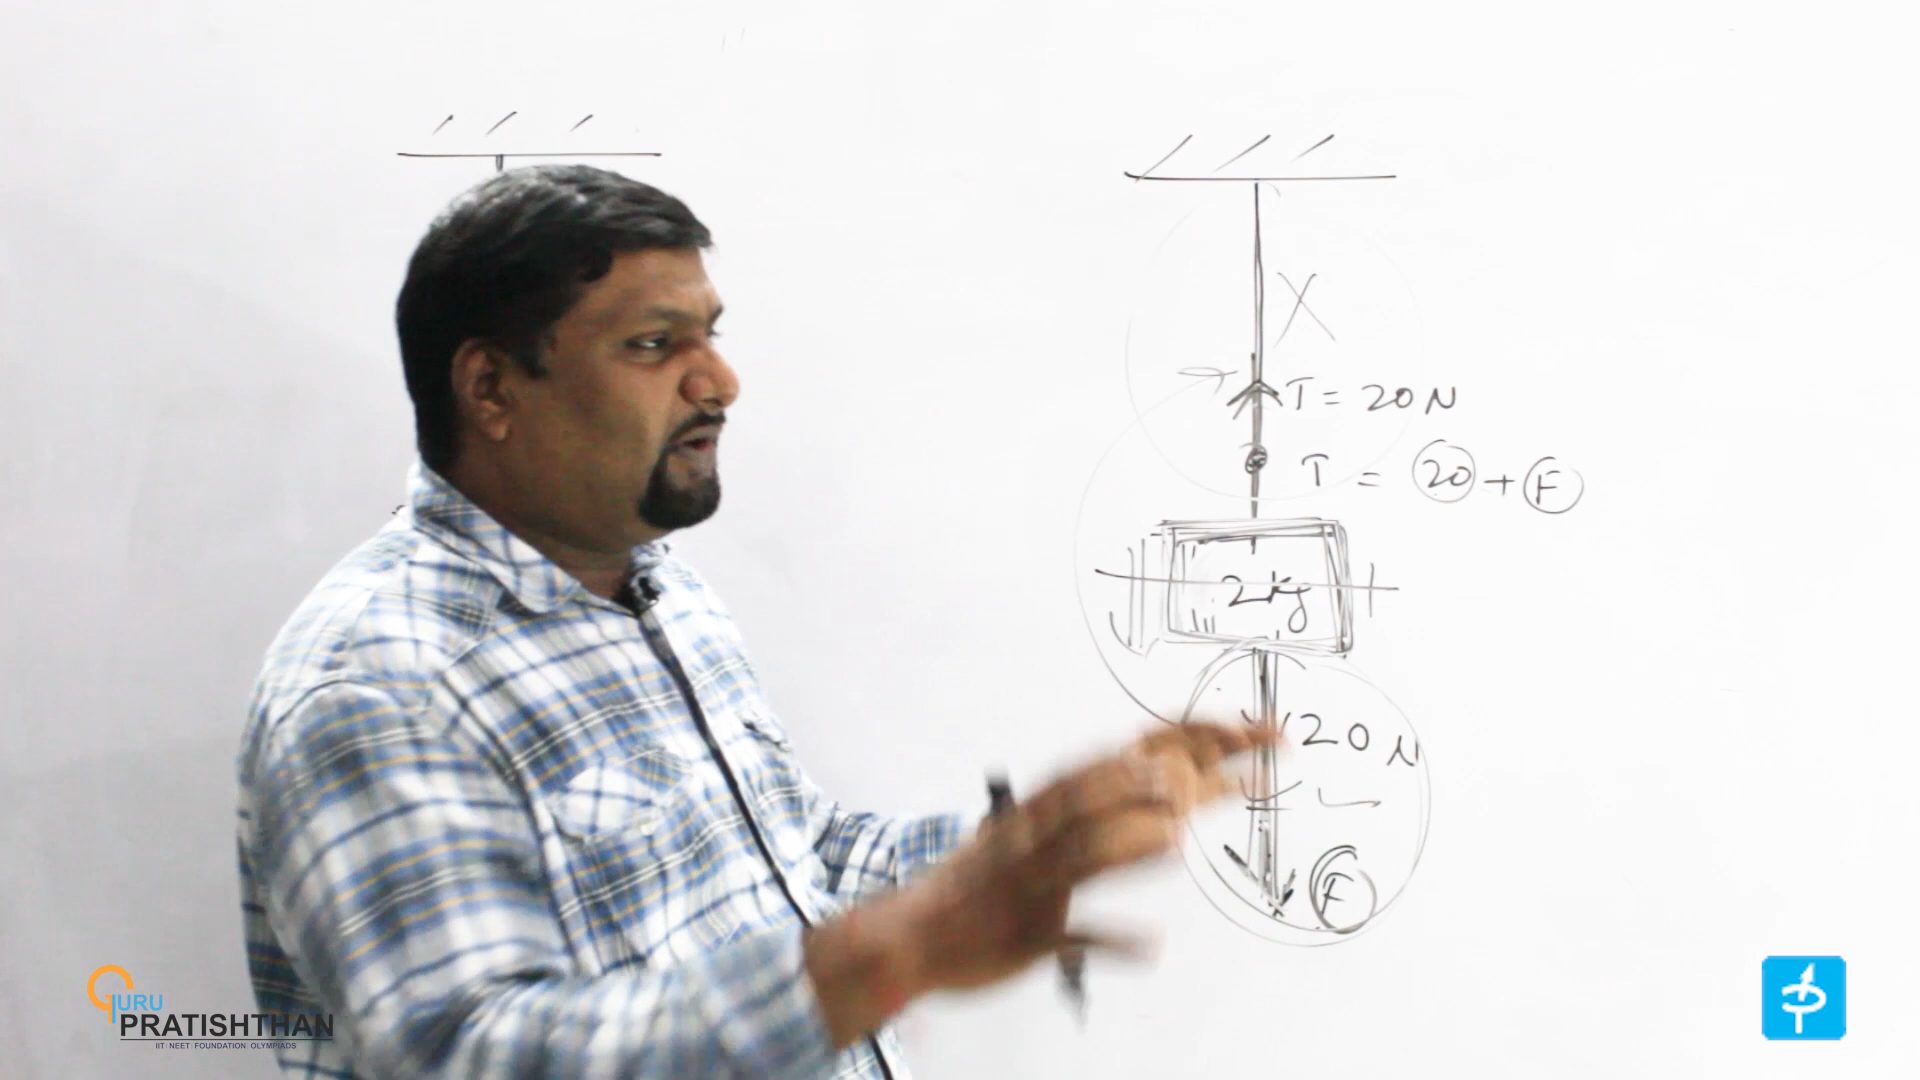 X
T = 20 N
T = 20 + F
2 kg
20 N
F
GURU
PRATISHTHAN
IIT | NEET | FOUNDATION | OLYMPIADS